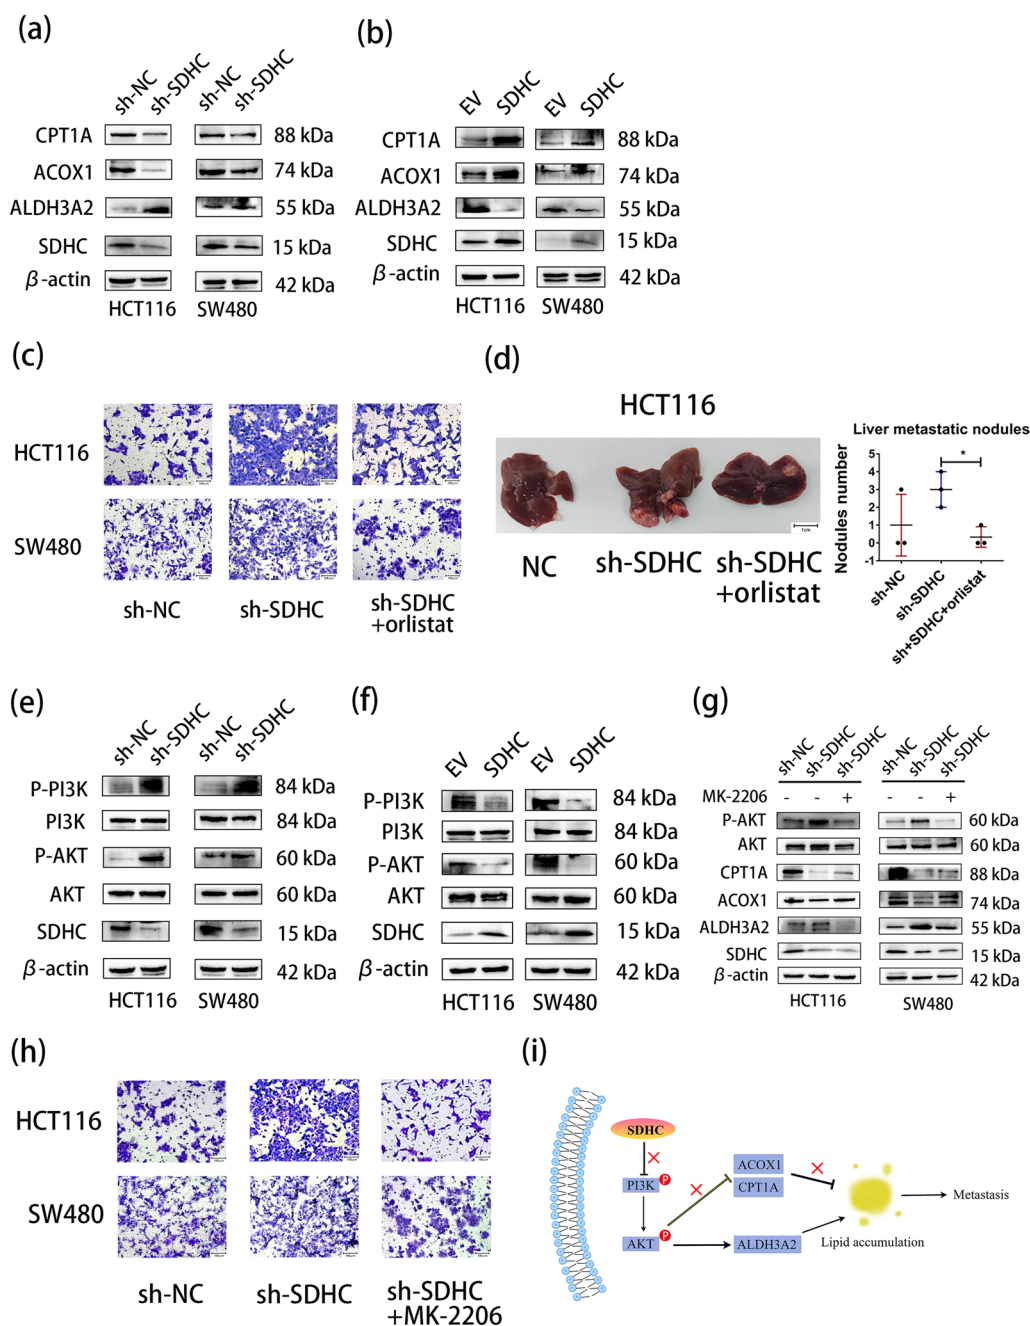 (a)
sh-NC
sh-SDHC
sh-NC
sh-SDHC
CPT1A
88 kDa
ACOX1
74 kDa
ALDH3A2
55 kDa
SDHC
15 kDa
β-actin
42 kDa
HCT116
SW480
(b)
EV
SDHC
EV
SDHC
CPT1A
88 kDa
ACOX1
74 kDa
ALDH3A2
55 kDa
SDHC
15 kDa
β-actin
42 kDa
HCT116
SW480
(c)
HCT116
SW480
sh-NC
sh-SDHC
sh-SDHC
+orlistat
(d)
HCT116
1cm
NC
sh-SDHC
sh-SDHC
+orlistat
Liver metastatic nodules
Nodules number
5
4
3
2
1
0
-1
*
sh-NC
sh-SDHC
sh+SDHC+orlistat
(e)
sh-NC
sh-SDHC
sh-NC
sh-SDHC
P-PI3K
84 kDa
PI3K
84 kDa
P-AKT
60 kDa
AKT
60 kDa
SDHC
15 kDa
β-actin
42 kDa
HCT116
SW480
(f)
EV
SDHC
EV
SDHC
P-PI3K
84 kDa
PI3K
84 kDa
P-AKT
60 kDa
AKT
60 kDa
SDHC
15 kDa
β-actin
42 kDa
HCT116
SW480
(g)
sh-NC
sh-SDHC
sh-SDHC
sh-NC
sh-SDHC
sh-SDHC
MK-2206 - - + - - +
P-AKT
60 kDa
AKT
60 kDa
CPT1A
88 kDa
ACOX1
74 kDa
ALDH3A2
55 kDa
SDHC
15 kDa
β-actin
42 kDa
HCT116
SW480
(h)
HCT116
SW480
sh-NC
sh-SDHC
sh-SDHC
+MK-2206
(i)
SDHC
PI3K
P
AKT
P
ACOX1
CPT1A
ALDH3A2
Lipid accumulation
Metastasis